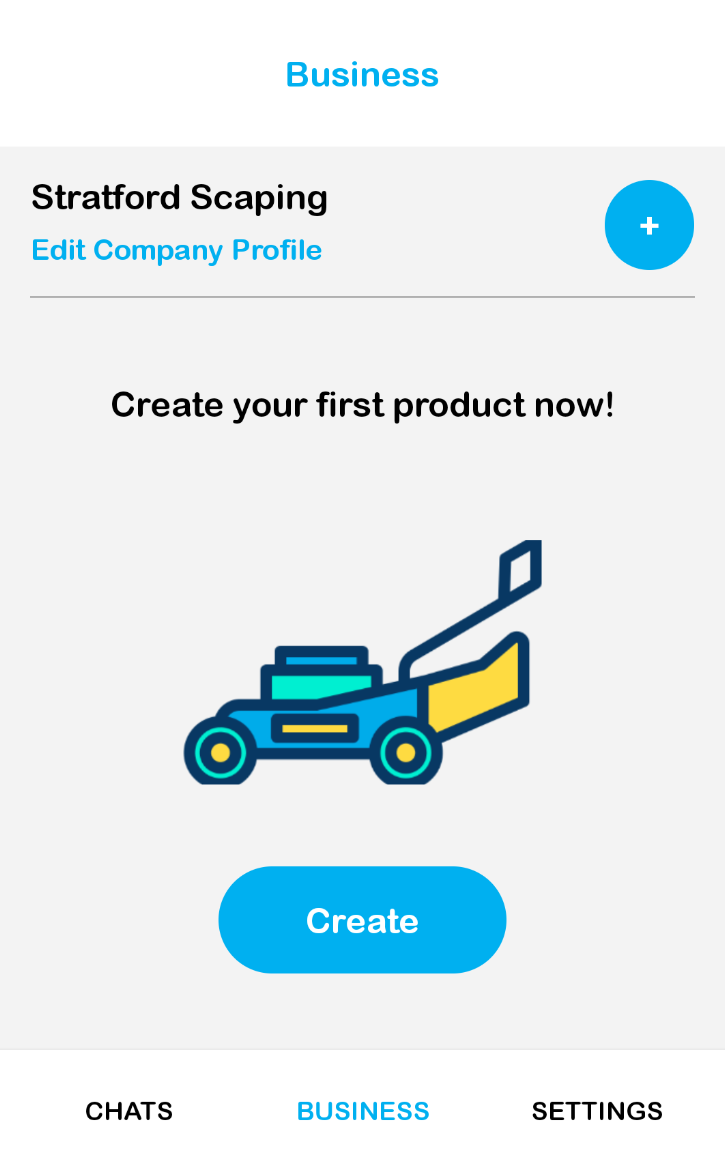 Business
Stratford Scaping
+
Edit Company Profile
Create your first product now!
Create
CHATS BUSINESS SETTINGS